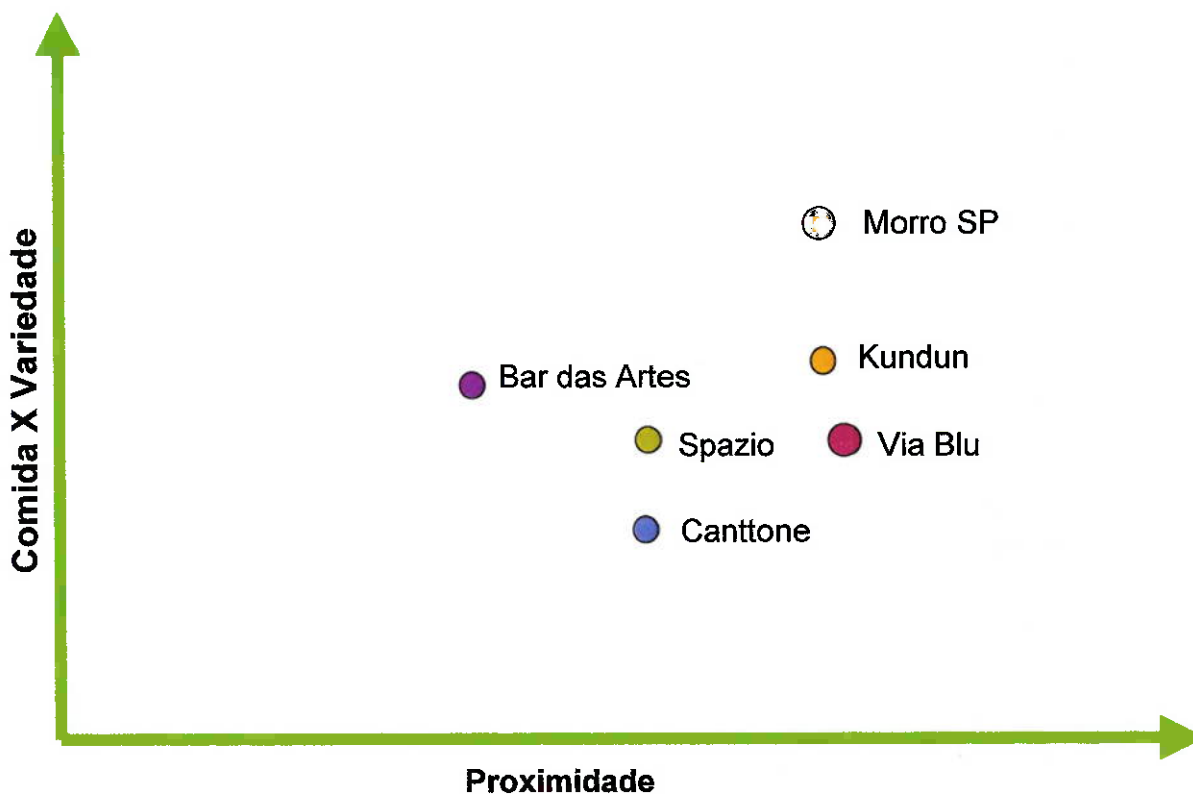 Comida X Variedade
Morro SP
Kundun
Bar das Artes
Spazio
Via Blu
Canttone
Proximidade